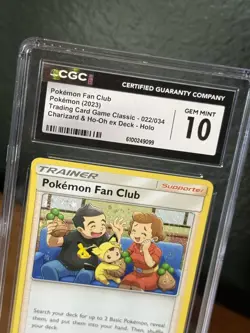 CGC
CERTIFIED GUARANTY COMPANY
Pokémon Fan Club
Pokémon (2023)
Trading Card Game Classic - 022/034
Charizard & Ho-Oh ex Deck - Holo
GEM MINT
10
6100249099
TRAINER
Supporter
Pokémon Fan Club
Search your deck for up to 3 Basic Pokémon, reveal
them, and put them into your hand. Then, shuffle